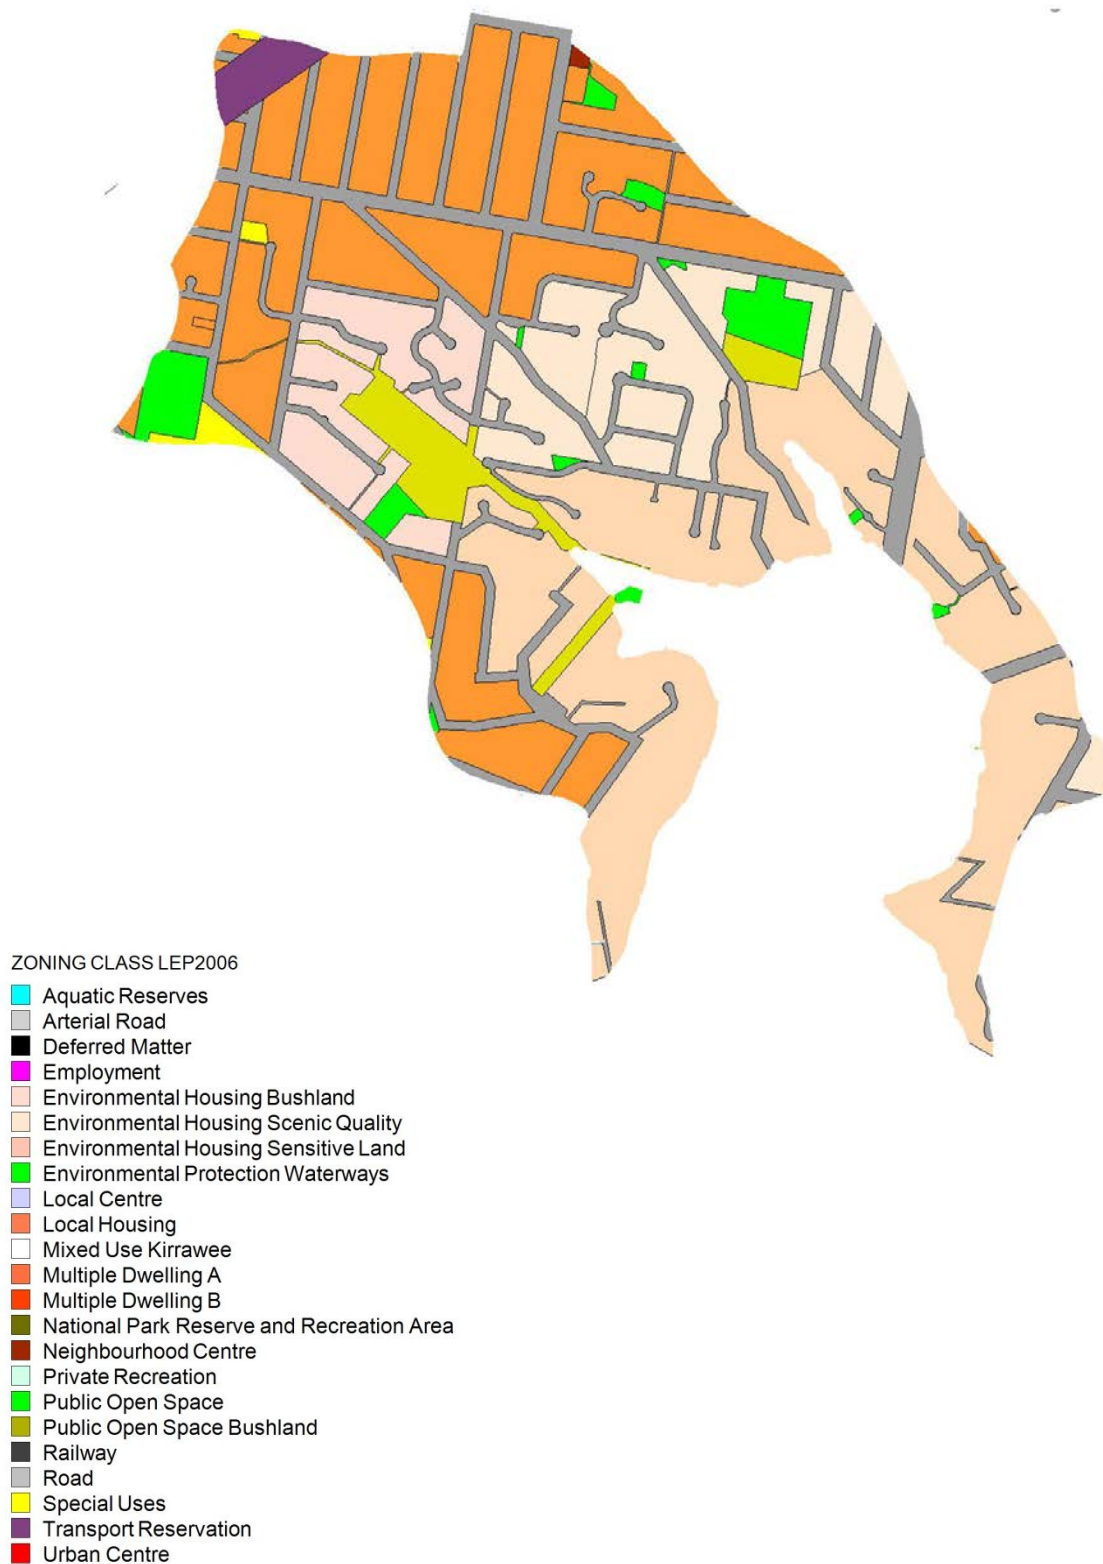 ZONING CLASS LEP2006
Aquatic Reserves
Arterial Road
Deferred Matter
Employment
Environmental Housing Bushland
Environmental Housing Scenic Quality
Environmental Housing Sensitive Land
Environmental Protection Waterways
Local Centre
Local Housing
Mixed Use Kirrawee
Multiple Dwelling A
Multiple Dwelling B
National Park Reserve and Recreation Area
Neighbourhood Centre
Private Recreation
Public Open Space
Public Open Space Bushland
Railway
Road
Special Uses
Transport Reservation
Urban Centre